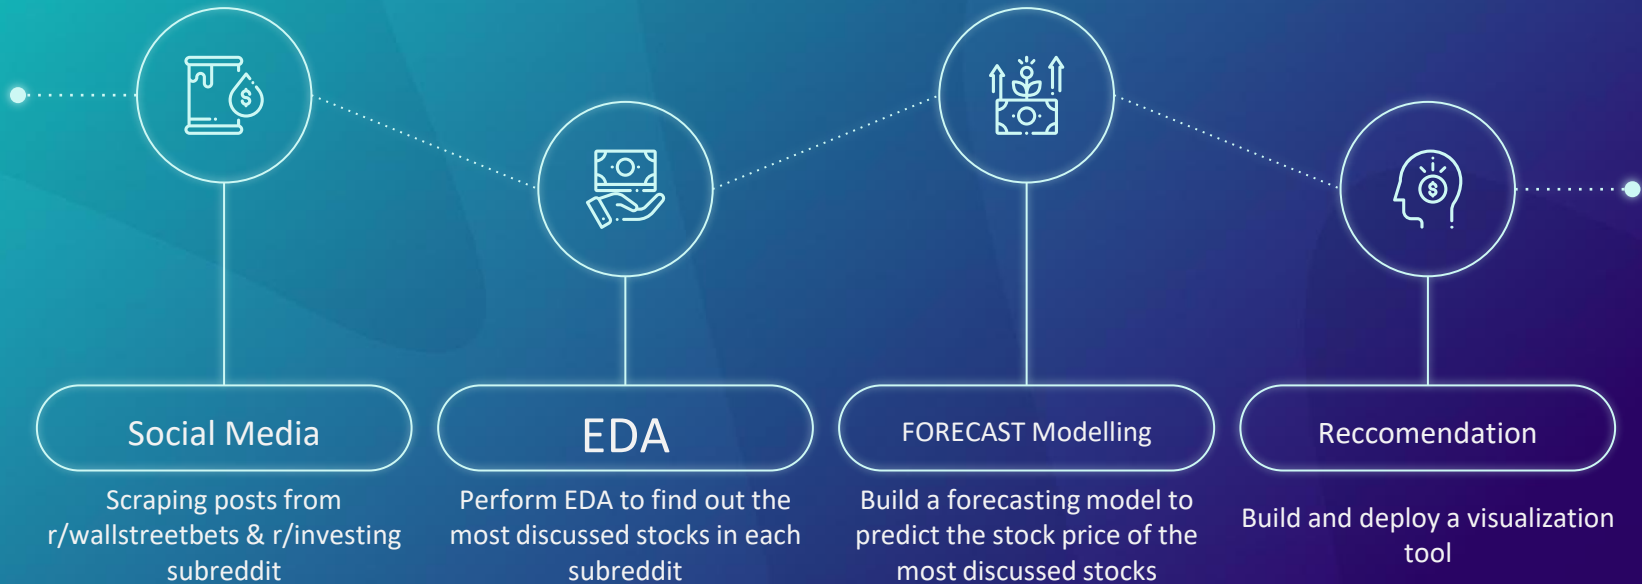 Social Media
Scraping posts from
r/wallstreetbets & r/investing
subreddit
EDA
Perform EDA to find out the
most discussed stocks in each
subreddit
FORECAST Modelling
Build a forecasting model to
predict the stock price of the
most discussed stocks
Reccomendation
Build and deploy a visualization
tool